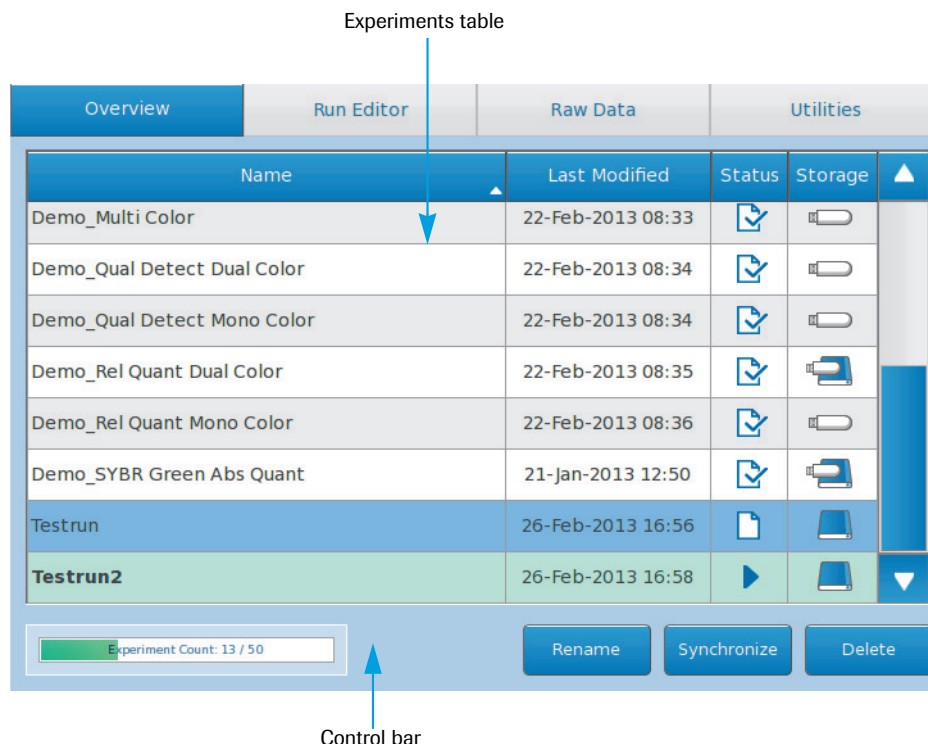 Experiments table
Overview Run Editor Raw Data Utilities
Name Last Modified Status Storage
Demo_Multi Color 22-Feb-2013 08:33
Demo_Qual Detect Dual Color 22-Feb-2013 08:34
Demo_Qual Detect Mono Color 22-Feb-2013 08:34
Demo_Rel Quant Dual Color 22-Feb-2013 08:35
Demo_Rel Quant Mono Color 22-Feb-2013 08:36
Demo_SYBR Green Abs Quant 21-Jan-2013 12:50
Testrun 26-Feb-2013 16:56
Testrun2 26-Feb-2013 16:58
Experiment Count: 13 / 50 Rename Synchronize Delete
Control bar